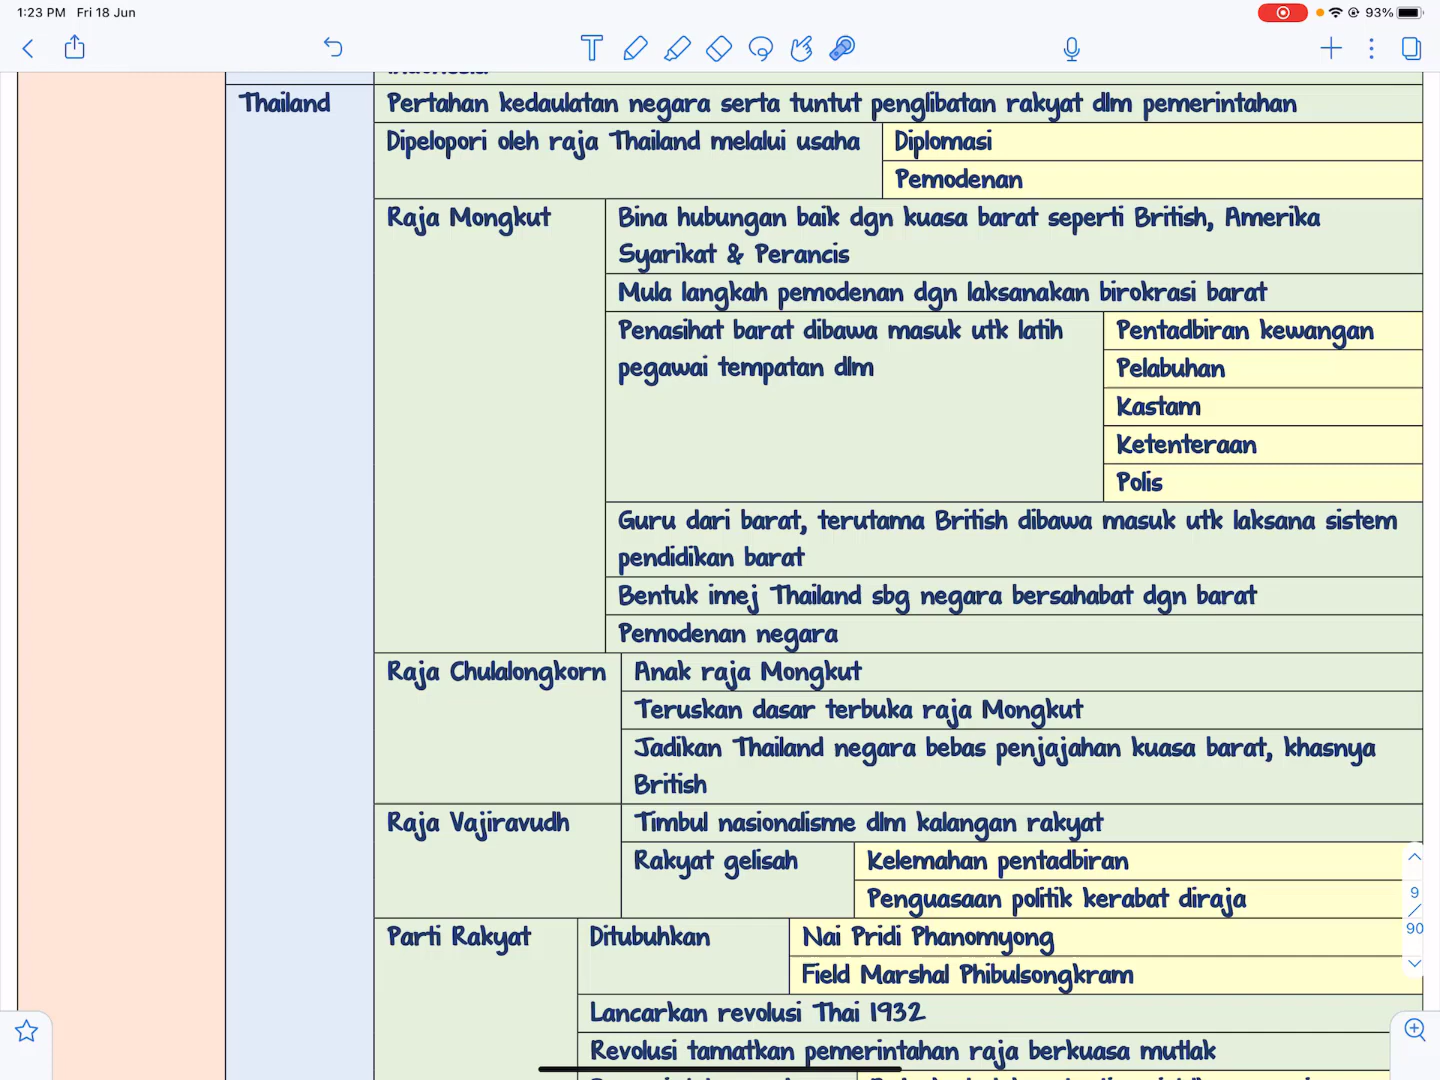 1:23 PM Fri 18 Jun
93%
Thailand
Pertahan kedaulatan negara serta tuntut penglibatan rakyat dlm pemerintahan
Dipelopori oleh raja Thailand melalui usaha
Diplomasi
Pemodenan
Raja Mongkut
Bina hubungan baik dgn kuasa barat seperti British, Amerika
Syarikat & Perancis
Mula langkah pemodenan dgn laksanakan birokrasi barat
Penasihat barat dibawa masuk utk latih
pegawai tempatan dlm
Pentadbiran kewangan
Pelabuhan
Kastam
Ketenteraan
Polis
Guru dari barat, terutama British dibawa masuk utk laksana sistem
pendidikan barat
Bentuk imej Thailand sbg negara bersahabat dgn barat
Pemodenan negara
Raja Chulalongkorn
Anak raja Mongkut
Teruskan dasar terbuka raja Mongkut
Jadikan Thailand negara bebas penjajahan kuasa barat, khasnya
British
Raja Vajiravudh
Timbul nasionalisme dlm kalangan rakyat
Rakyat gelisah
Kelemahan pentadbiran
Penguasaan politik kerabat diraja
Parti Rakyat
Ditubuhkan
Nai Pridi Phanomyong
Field Marshal Phibulsongkram
Lancarkan revolusi Thai 1932
Revolusi tamatkan pemerintahan raja berkuasa mutlak
9
/
90